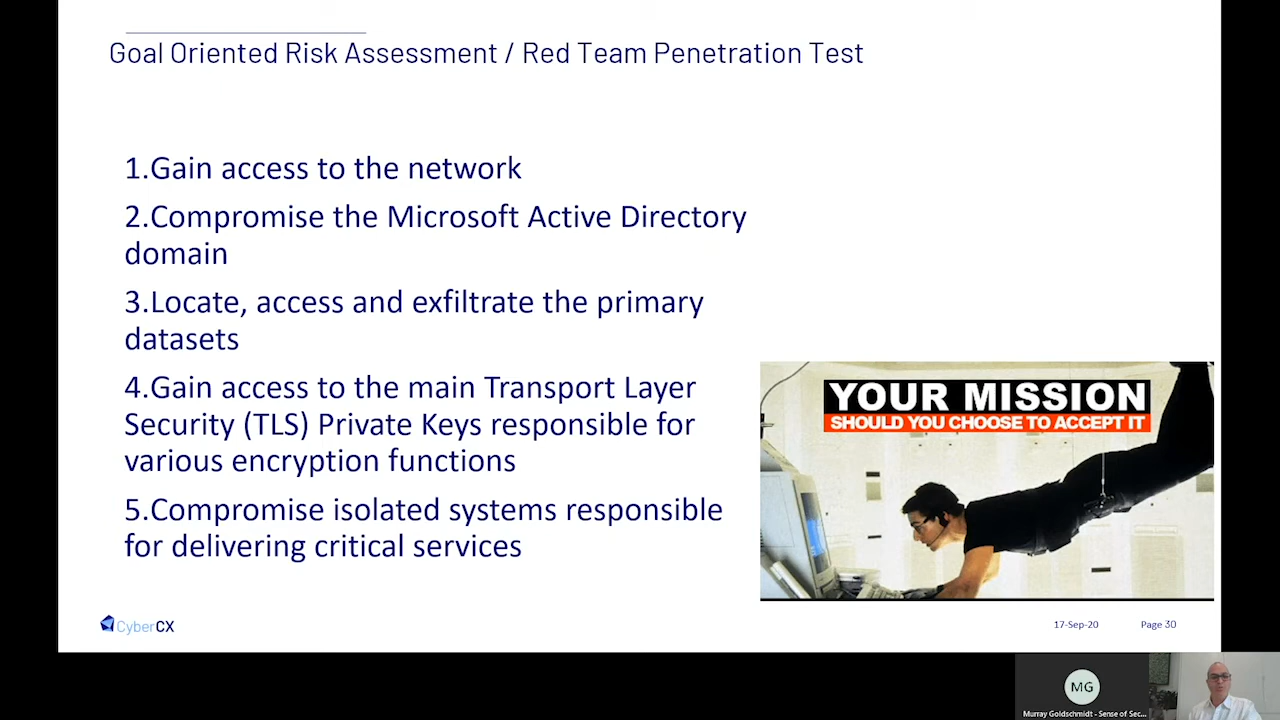 Goal Oriented Risk Assessment / Red Team Penetration Test
1.Gain access to the network
2.Compromise the Microsoft Active Directory
domain
3.Locate, access and exfiltrate the primary
datasets
4.Gain access to the main Transport Layer
Security (TLS) Private Keys responsible for
various encryption functions
5.Compromise isolated systems responsible
for delivering critical services
YOUR MISSION
SHOULD YOU CHOOSE TO ACCEPT IT
CyberCX
17-Sep-20
Page 30
MG
Murray Goldschmidt - Sense of Sec...